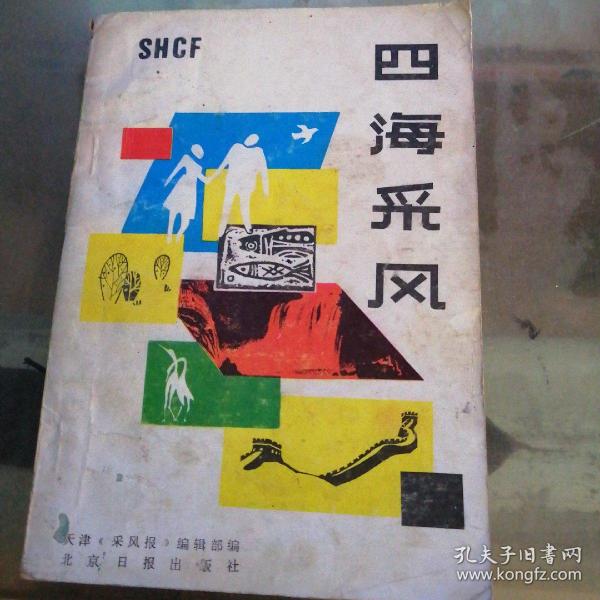 SHCF
四海采风
天津《采风报》编辑部编
北京日报出版社
孔夫子旧书网
www.kongfz.com